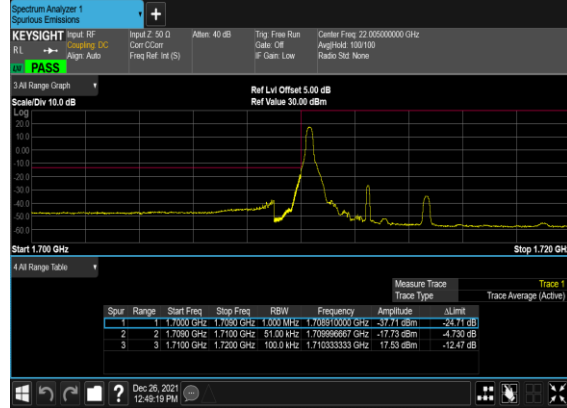 Spectrum Analyzer 1
Spurious Emissions
+
KEYSIGHT Input: RF Input Z: 50 Ω Atten: 40 dB Trig: Free Run Center Freq: 22.005000000 GHz
RL Coupling: DC Corr CCorr Gate: Off Avg|Hold: 100/100
Align: Auto Freq Ref: Int (S) IF Gain: Low Radio Std: None
PASS
3 All Range Graph
Ref Lvl Offset 5.00 dB
Scale/Div 10.0 dB Ref Value 30.00 dBm
Log
20.0
10.0
0.00
-10.0
-20.0
-30.0
-40.0
-50.0
-60.0
Start 1.700 GHz Stop 1.720 GH
4 All Range Table
Measure Trace Trace 1
Trace Type Trace Average (Active)
Spur Range Start Freq Stop Freq RBW Frequency Amplitude ΔLimit
1 1 1.7000 GHz 1.7090 GHz 1.000 MHz 1.708910000 GHz -37.71 dBm -24.71 dB
2 2 1.7090 GHz 1.7100 GHz 51.00 kHz 1.709996667 GHz -17.73 dBm -4.730 dB
3 3 1.7100 GHz 1.7200 GHz 100.0 kHz 1.710333333 GHz 17.53 dBm -12.47 dB
? Dec 26, 2021
12:49:19 PM